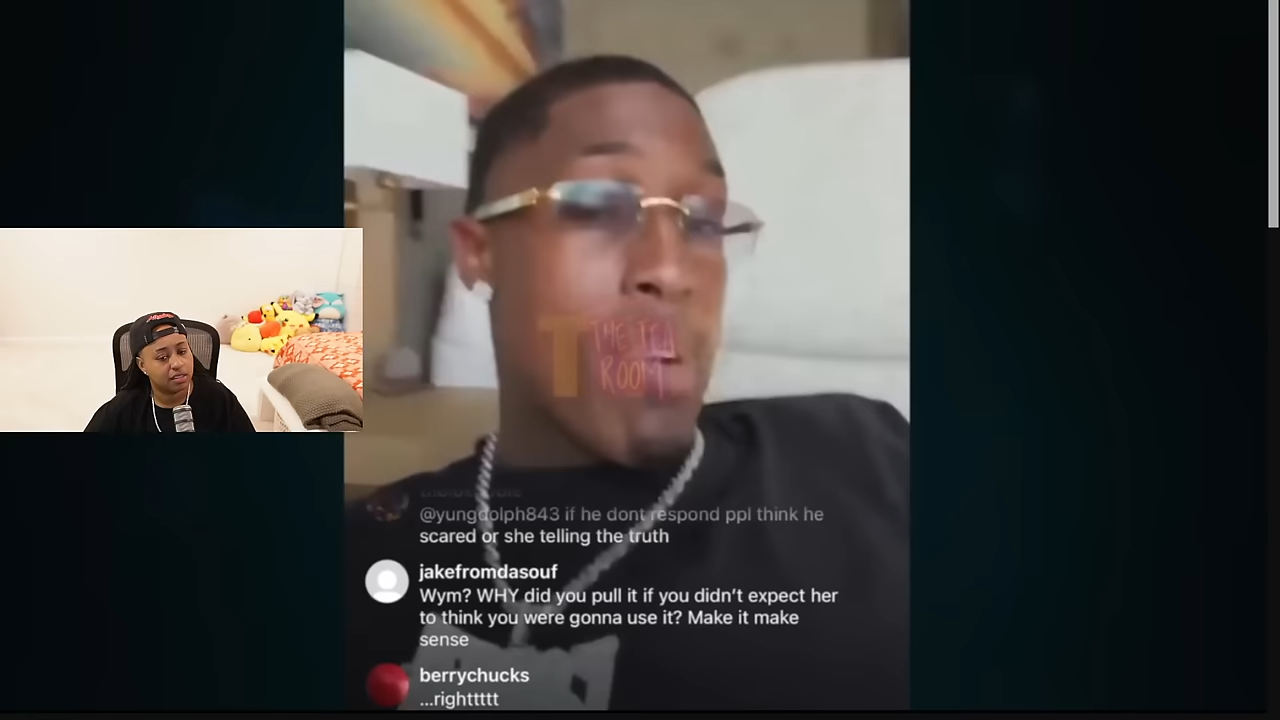 THE TEA
ROOM
@yungdolph843 if he dont respond ppl think he
scared or she telling the truth
jakefromdasouf
Wym? WHY did you pull it if you didn't expect her
to think you were gonna use it? Make it make
sense
berrychucks
...righttttt